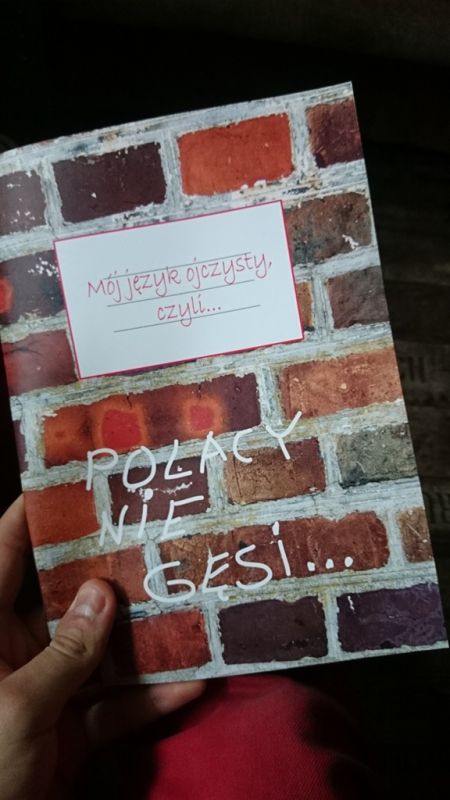 Mój język ojczysty,
czyli...
POLACY
NIE
GĘSI...